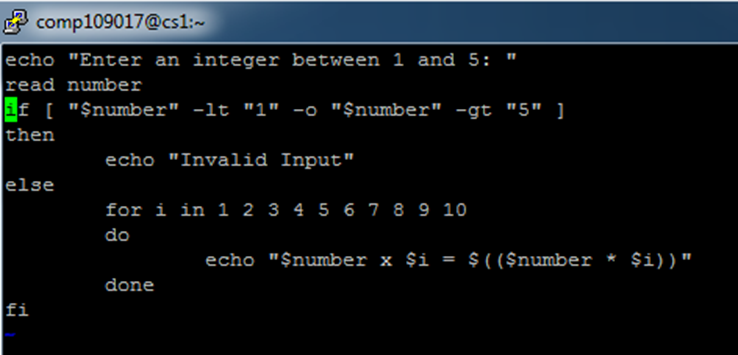 comp109017@cs1:~
echo "Enter an integer between 1 and 5: "
read number
if [ "$number" -lt "1" -o "$number" -gt "5" ]
then
        echo "Invalid Input"
else
        for i in 1 2 3 4 5 6 7 8 9 10
        do
                echo "$number x $i = $(($number * $i))"
        done
fi
~